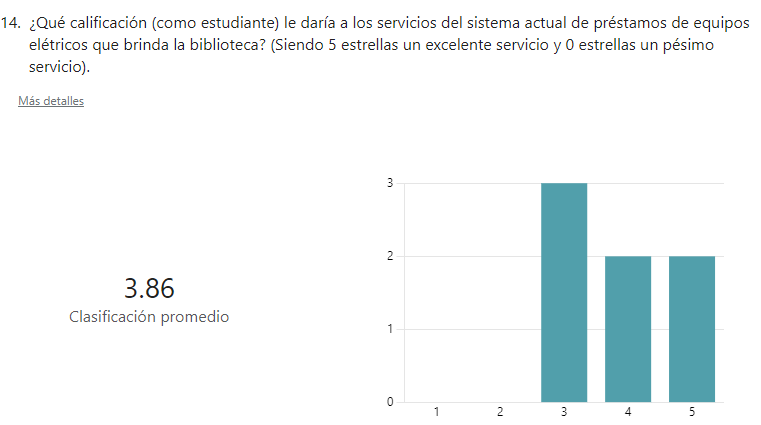 14. ¿Qué calificación (como estudiante) le daría a los servicios del sistema actual de préstamos de equipos
elétricos que brinda la biblioteca? (Siendo 5 estrellas un excelente servicio y 0 estrellas un pésimo
servicio).
Más detalles
3.86
Clasificación promedio
3
2
1
0
1 2 3 4 5